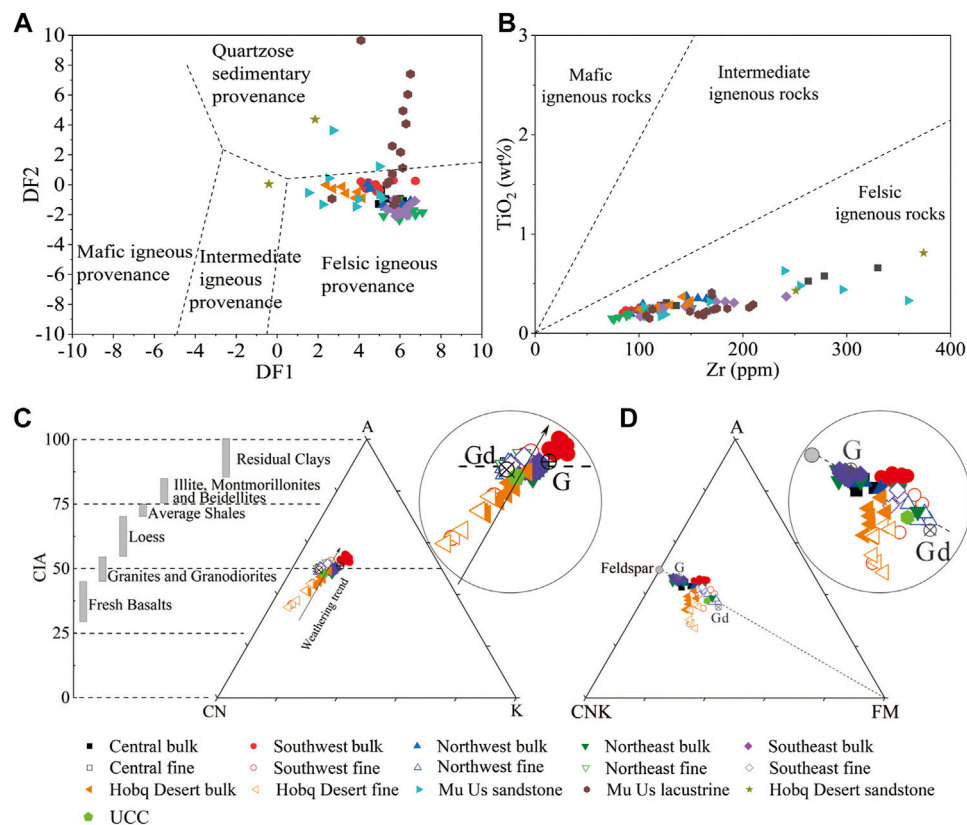 A
Quartzose
sedimentary
provenance
Mafic igneous
provenance
Intermediate
igneous
provenance
Felsic igneous
provenance
10
8
6
4
2
0
-2
-4
-6
-8
-10
DF2
-10 -8 -6 -4 -2 0 2 4 6 8 10
DF1
B
Mafic
ignenous rocks
Intermediate
ignenous rocks
Felsic
ignenous rocks
3
2
1
0
TiO2 (wt%)
0 100 200 300 400
Zr (ppm)
C
100
75
50
25
0
CIA
Residual Clays
Illite, Montmorillonites
and Beidellites
Average Shales
Loess
Granites and Granodiorites
Fresh Basalts
A
CN
K
Weathering trend
Gd
G
D
A
CNK
FM
Feldspar
G
Gd
G
Gd
Central bulk
Southwest bulk
Northwest bulk
Northeast bulk
Southeast bulk
Central fine
Southwest fine
Northwest fine
Northeast fine
Southeast fine
Hobq Desert bulk
Hobq Desert fine
Mu Us sandstone
Mu Us lacustrine
Hobq Desert sandstone
UCC